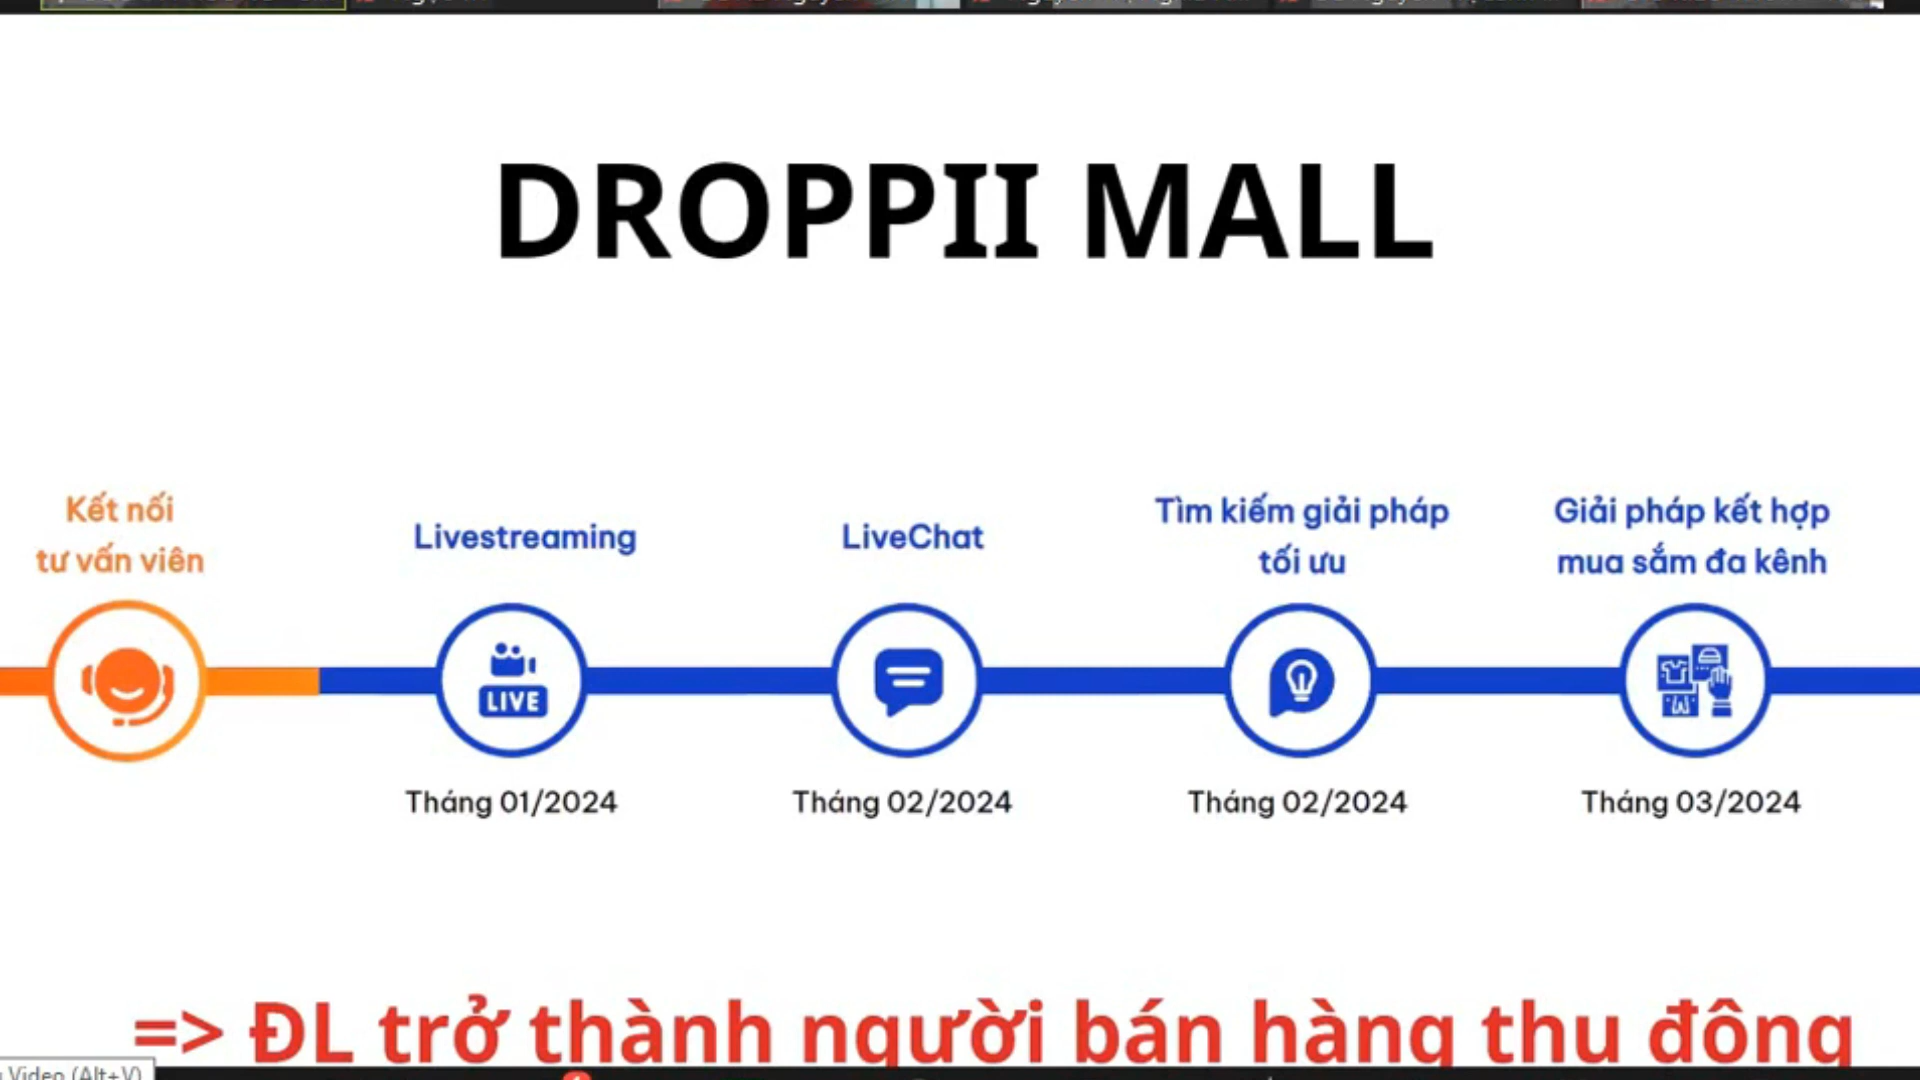 DROPPII MALL
Kết nối
tư vấn viên
Livestreaming
LiveChat
Tìm kiếm giải pháp
tối ưu
Giải pháp kết hợp
mua sắm đa kênh
LIVE
Tháng 01/2024
Tháng 02/2024
Tháng 02/2024
Tháng 03/2024
=> ĐL trở thành người bán hàng thụ động
Video (Alt+V)